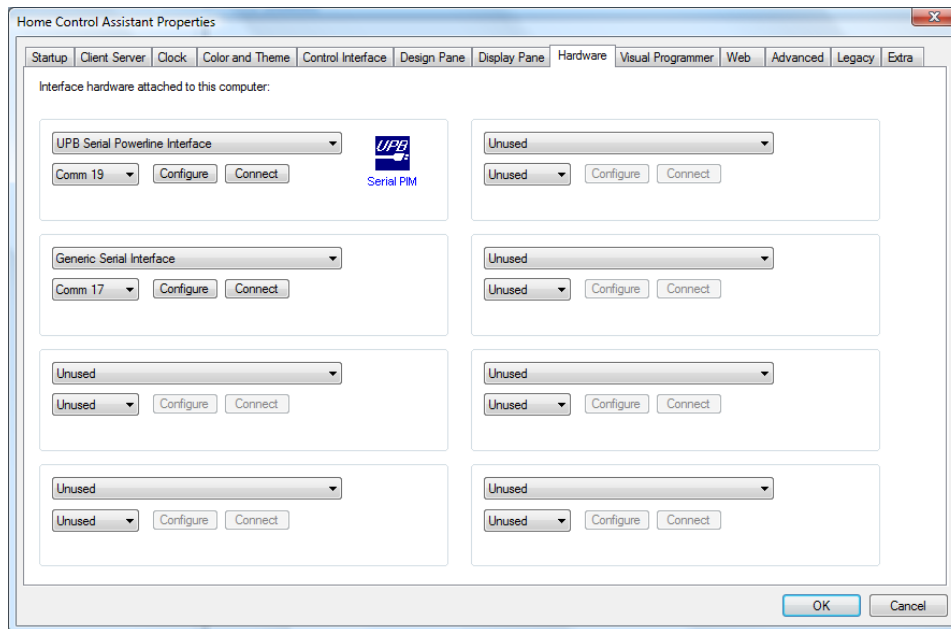 Home Control Assistant Properties
Startup Client Server Clock Color and Theme Control Interface Design Pane Display Pane Hardware Visual Programmer Web Advanced Legacy Extra
Interface hardware attached to this computer:
UPB Serial Powerline Interface
Comm 19 Configure Connect
UPB
Serial PIM
Unused
Unused Configure Connect
Generic Serial Interface
Comm 17 Configure Connect
Unused
Unused Configure Connect
Unused
Unused Configure Connect
Unused
Unused Configure Connect
Unused
Unused Configure Connect
Unused
Unused Configure Connect
OK Cancel